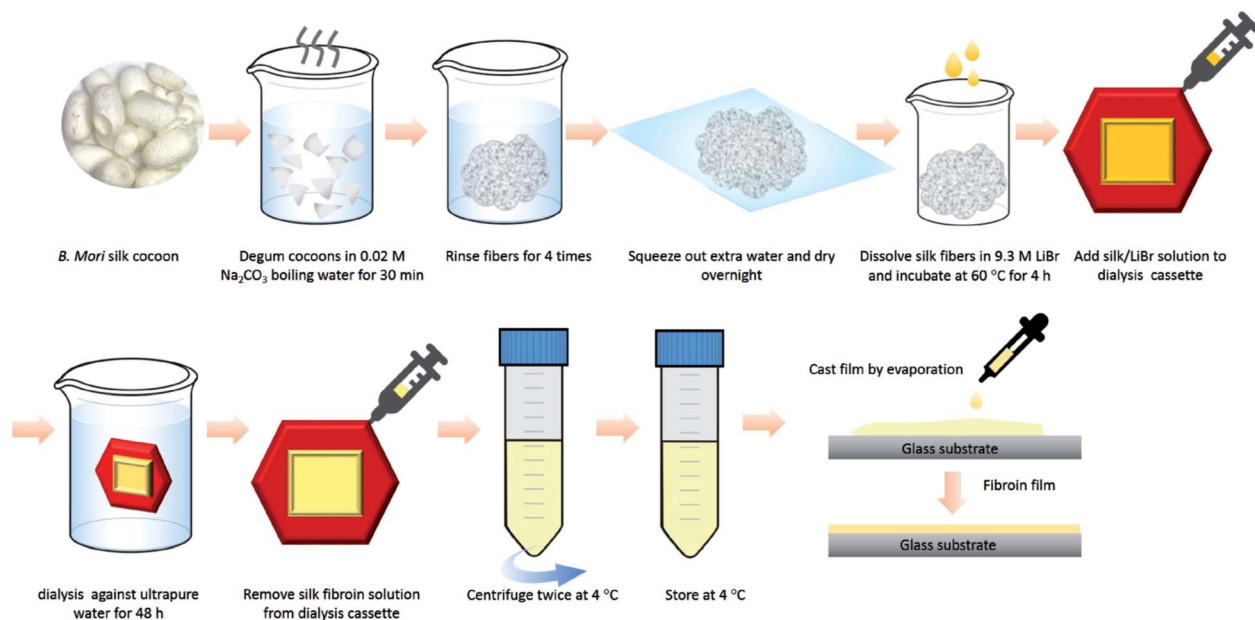 B. Mori silk cocoon
Degum cocoons in 0.02 M
Na₂CO₃ boiling water for 30 min
Rinse fibers for 4 times
Squeeze out extra water and dry
overnight
Dissolve silk fibers in 9.3 M LiBr
and incubate at 60 °C for 4 h
Add silk/LiBr solution to
dialysis cassette
dialysis against ultrapure
water for 48 h
Remove silk fibroin solution
from dialysis cassette
Centrifuge twice at 4 °C
Store at 4 °C
Cast film by evaporation
Glass substrate
Fibroin film
Glass substrate